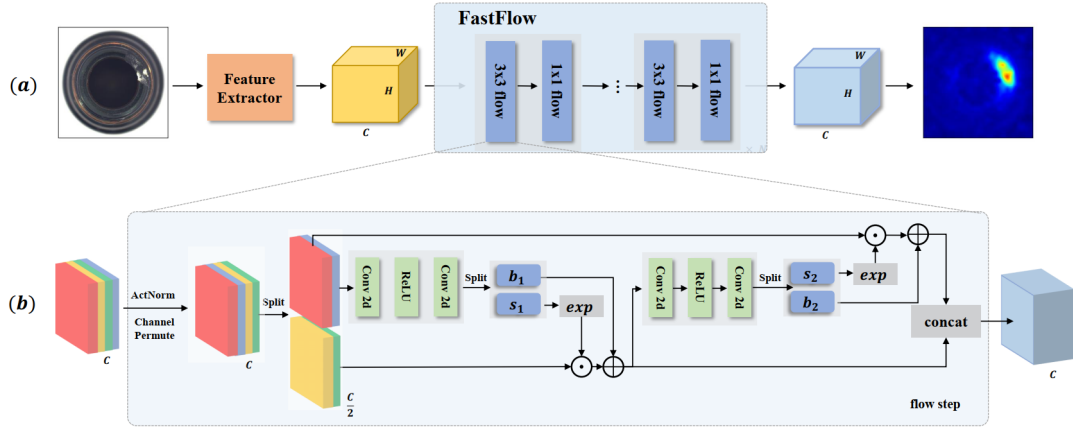 FastFlow
(a)
Feature
Extractor
W
H
C
3x3 flow
1x1 flow
...
3x3 flow
1x1 flow
W
H
C
(b)
C
ActNorm
Channel
Permute
C
Split
C
2
Conv 2d
ReLU
Conv 2d
Split
b1
s1
exp
Conv 2d
ReLU
Conv 2d
Split
s2
b2
exp
concat
C
flow step